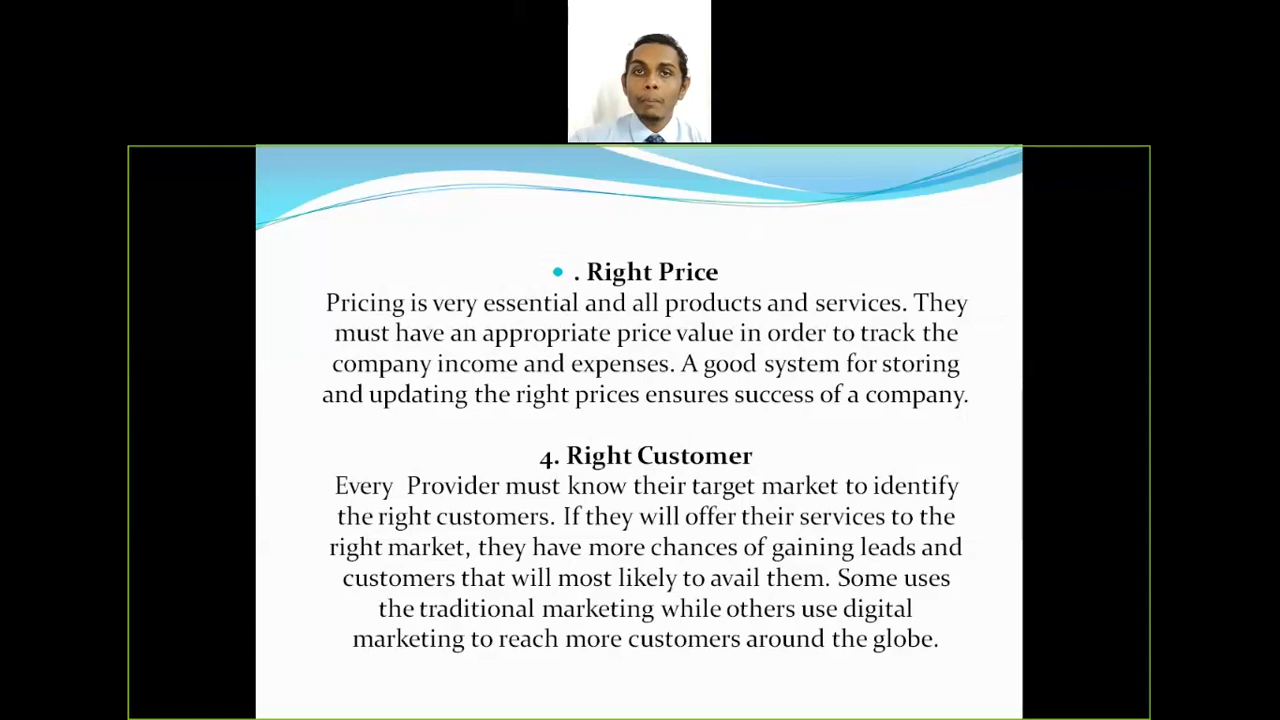 . Right Price
Pricing is very essential and all products and services. They
must have an appropriate price value in order to track the
company income and expenses. A good system for storing
and updating the right prices ensures success of a company.
4. Right Customer
Every Provider must know their target market to identify
the right customers. If they will offer their services to the
right market, they have more chances of gaining leads and
customers that will most likely to avail them. Some uses
the traditional marketing while others use digital
marketing to reach more customers around the globe.